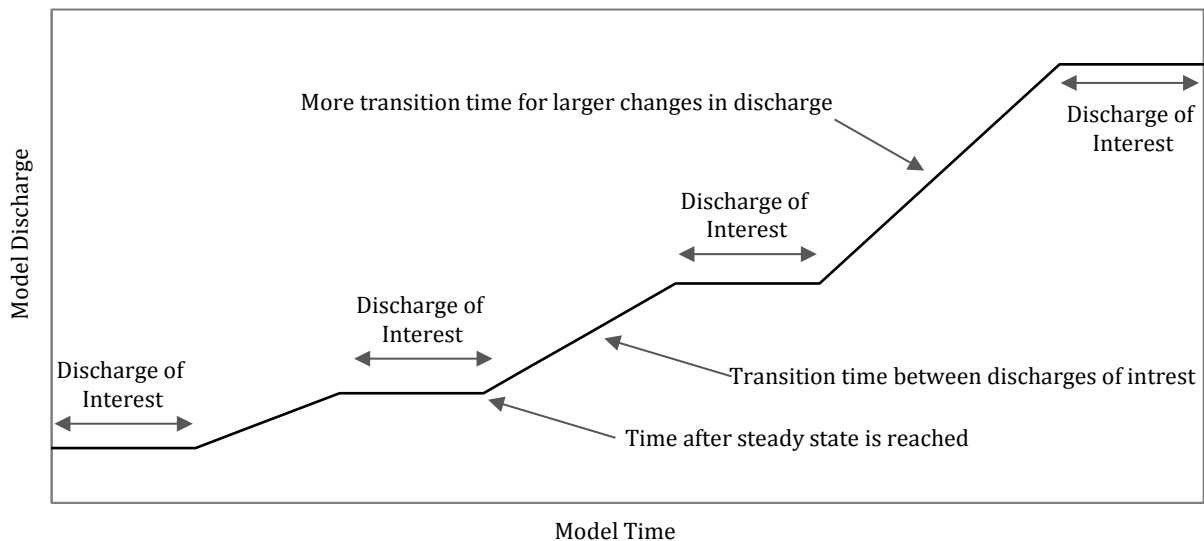 More transition time for larger changes in discharge
Discharge of
Interest
Discharge of
Interest
Discharge of
Interest
Discharge of
Interest
Transition time between discharges of intrest
Time after steady state is reached
Model Discharge
Model Time